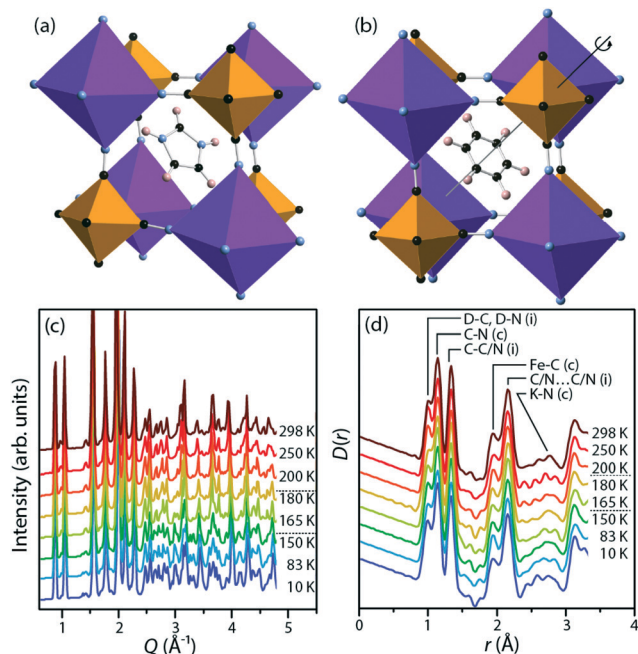 (a)
(b)
(c)
Intensity (arb. units)
298 K
250 K
200 K
180 K
165 K
150 K
83 K
10 K
1
2
3
4
5
Q (Å⁻¹)
(d)
D-C, D-N (i)
C-N (c)
C-C/N (i)
Fe-C (c)
C/N...C/N (i)
K-N (c)
D(r)
298 K
250 K
200 K
180 K
165 K
150 K
83 K
10 K
0
1
2
3
4
r (Å)